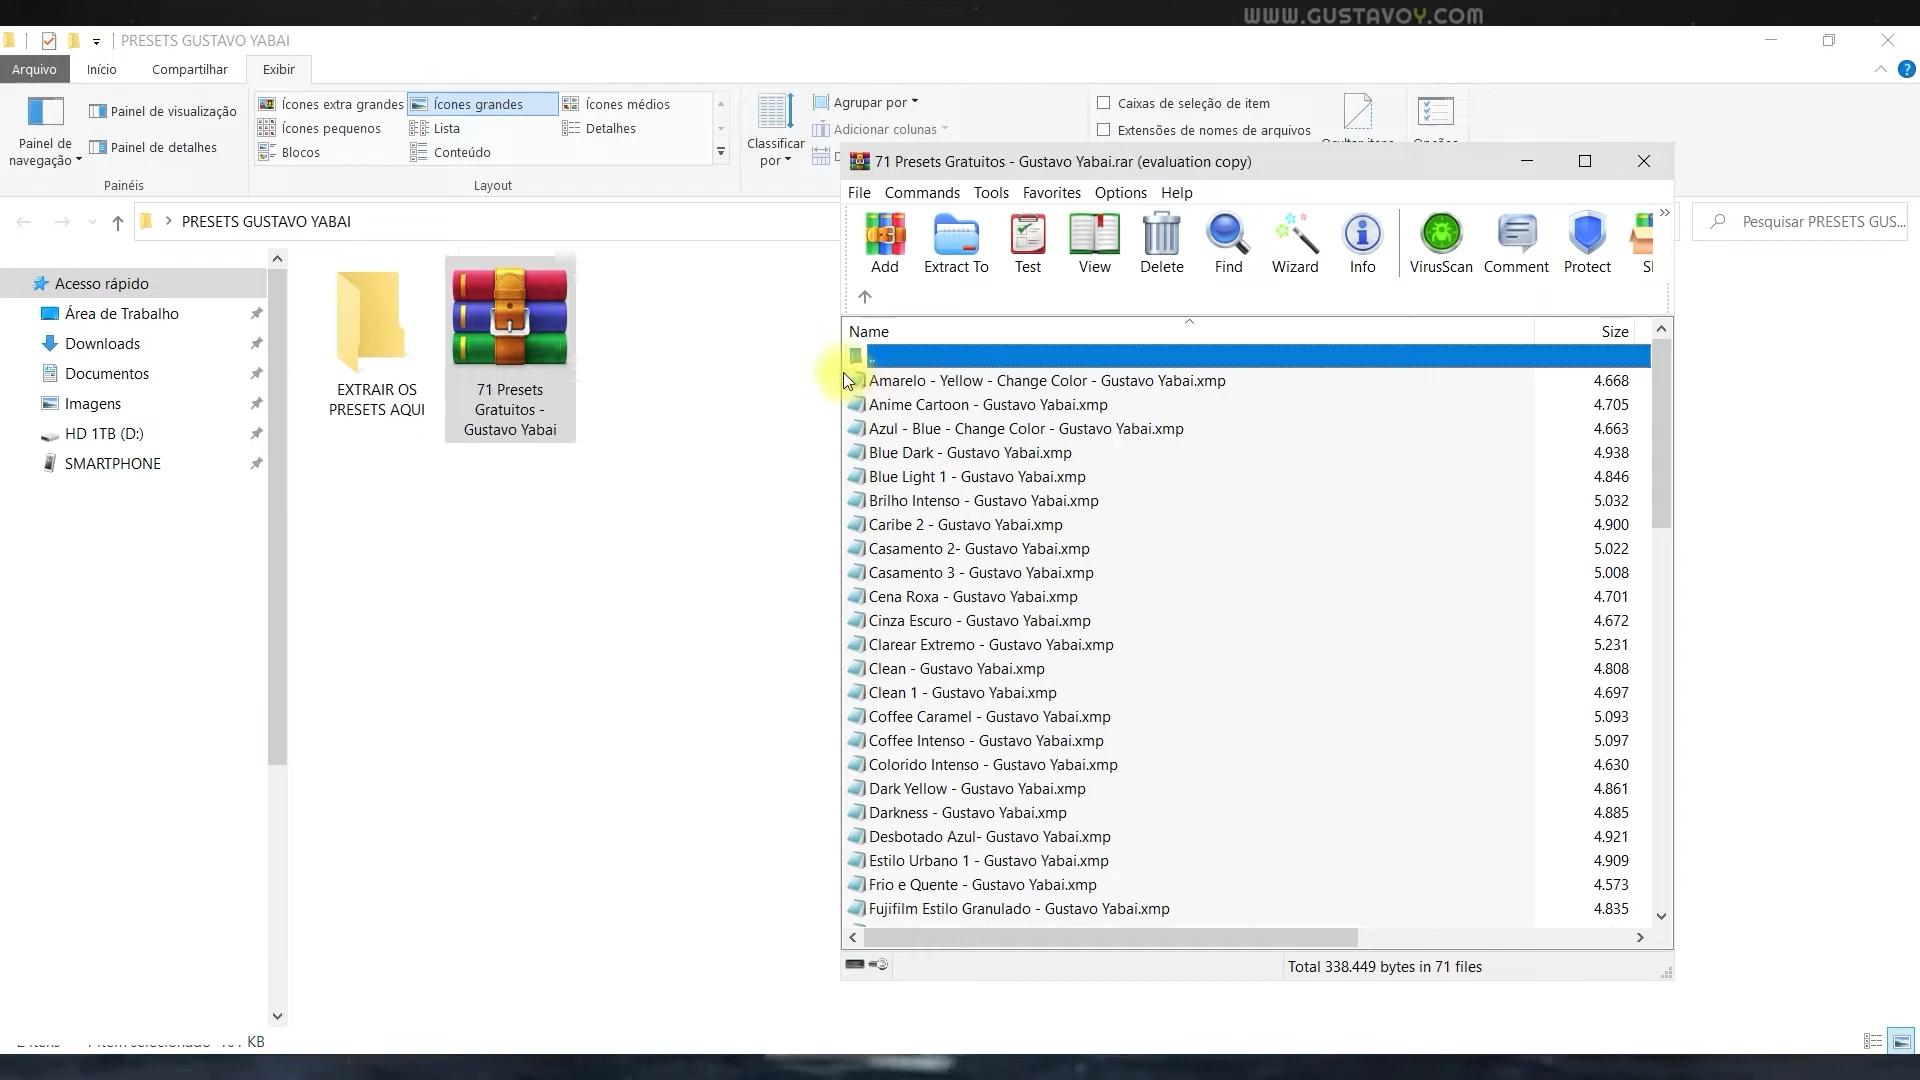 WWW.GUSTAVOY.COM
PRESETS GUSTAVO YABAI
Arquivo
Início
Compartilhar
Exibir
Painel de navegação
Painel de visualização
Painel de detalhes
Painéis
Ícones extra grandes
Ícones grandes
Ícones médios
Ícones pequenos
Lista
Detalhes
Blocos
Conteúdo
Layout
Classificar por
Agrupar por
Adicionar colunas
Caixas de seleção de item
Extensões de nomes de arquivos
PRESETS GUSTAVO YABAI
Pesquisar PRESETS GUS...
Acesso rápido
Área de Trabalho
Downloads
Documentos
Imagens
HD 1TB (D:)
SMARTPHONE
EXTRAIR OS
PRESETS AQUI
71 Presets
Gratuitos -
Gustavo Yabai
71 Presets Gratuitos - Gustavo Yabai.rar (evaluation copy)
File Commands Tools Favorites Options Help
Add Extract To Test View Delete Find Wizard Info VirusScan Comment Protect
Name Size
..
Amarelo - Yellow - Change Color - Gustavo Yabai.xmp 4.668
Anime Cartoon - Gustavo Yabai.xmp 4.705
Azul - Blue - Change Color - Gustavo Yabai.xmp 4.663
Blue Dark - Gustavo Yabai.xmp 4.938
Blue Light 1 - Gustavo Yabai.xmp 4.846
Brilho Intenso - Gustavo Yabai.xmp 5.032
Caribe 2 - Gustavo Yabai.xmp 4.900
Casamento 2- Gustavo Yabai.xmp 5.022
Casamento 3 - Gustavo Yabai.xmp 5.008
Cena Roxa - Gustavo Yabai.xmp 4.701
Cinza Escuro - Gustavo Yabai.xmp 4.672
Clarear Extremo - Gustavo Yabai.xmp 5.231
Clean - Gustavo Yabai.xmp 4.808
Clean 1 - Gustavo Yabai.xmp 4.697
Coffee Caramel - Gustavo Yabai.xmp 5.093
Coffee Intenso - Gustavo Yabai.xmp 5.097
Colorido Intenso - Gustavo Yabai.xmp 4.630
Dark Yellow - Gustavo Yabai.xmp 4.861
Darkness - Gustavo Yabai.xmp 4.885
Desbotado Azul- Gustavo Yabai.xmp 4.921
Estilo Urbano 1 - Gustavo Yabai.xmp 4.909
Frio e Quente - Gustavo Yabai.xmp 4.573
Fujifilm Estilo Granulado - Gustavo Yabai.xmp 4.835
Total 338.449 bytes in 71 files
KB